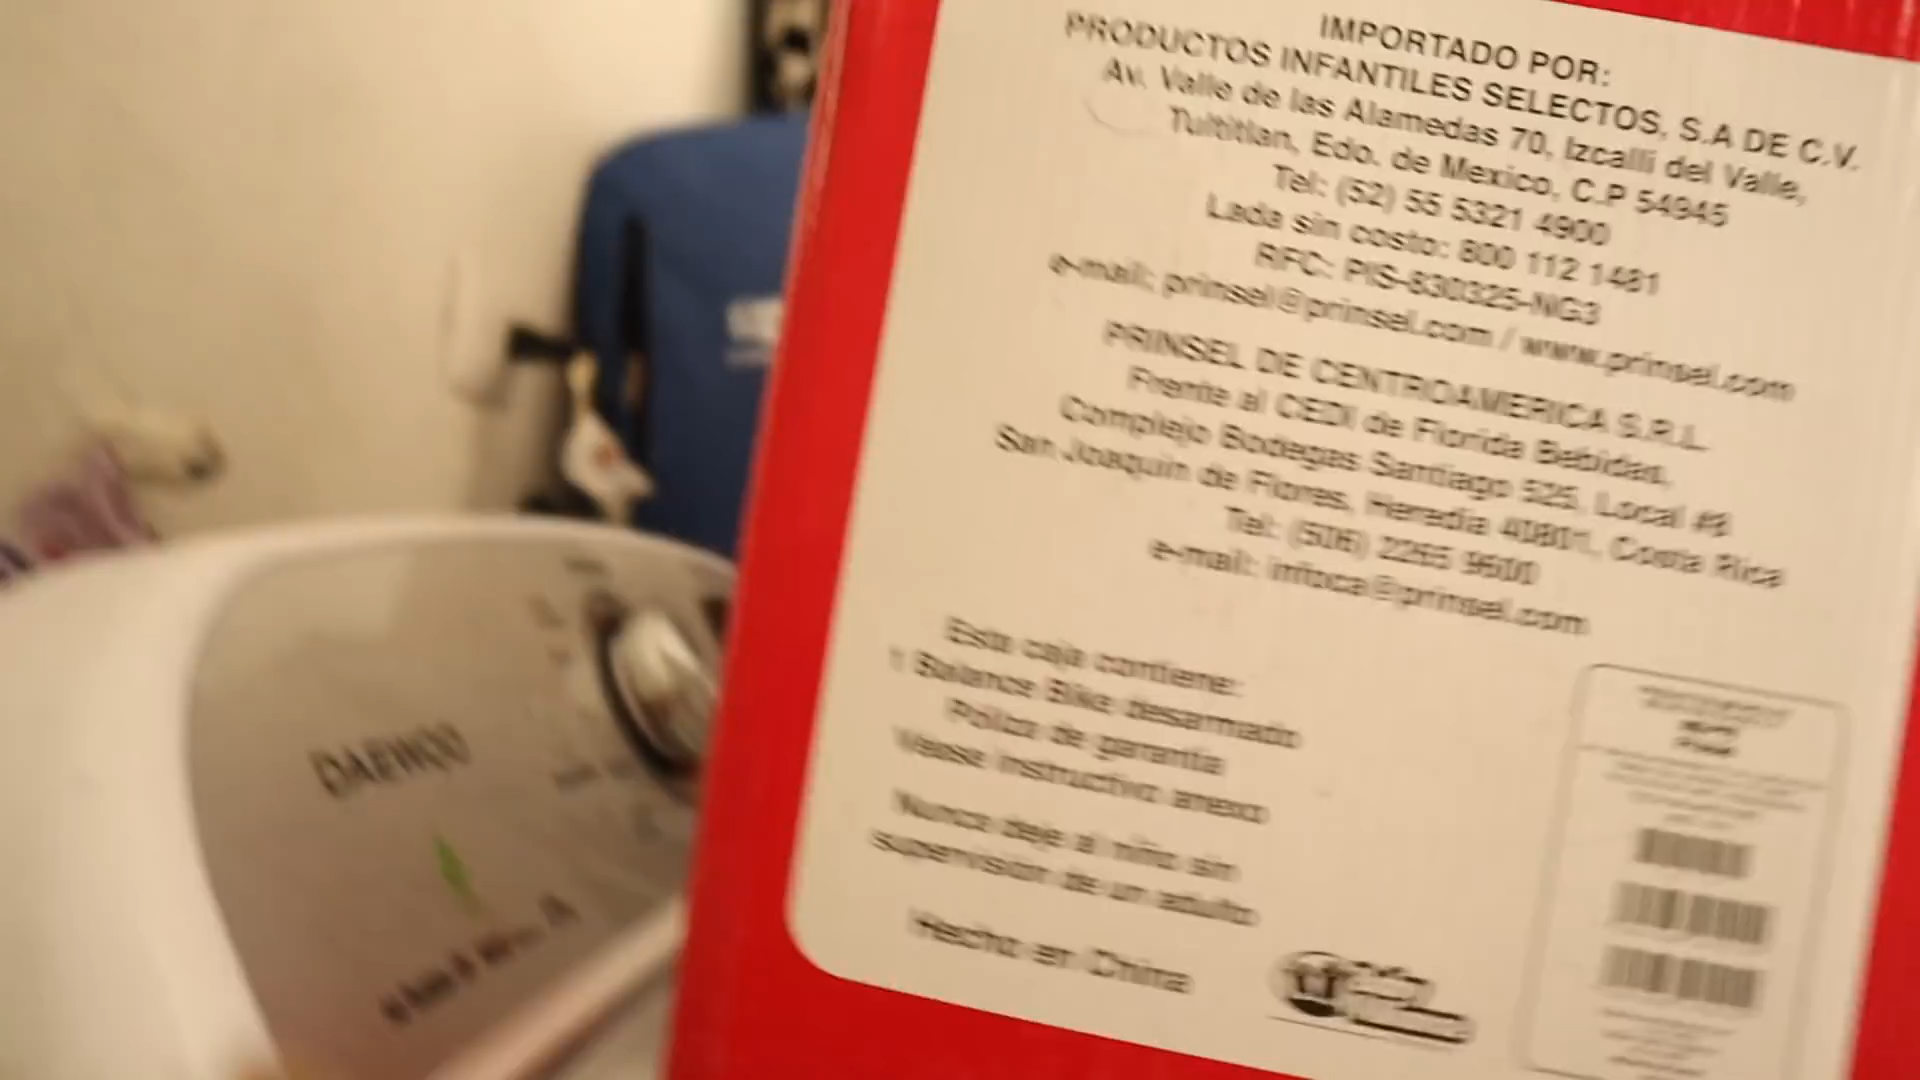 IMPORTADO POR:
PRODUCTOS INFANTILES SELECTOS, S.A DE C.V.
Av. Valle de las Alamedas 70, Izcalli del Valle,
Tultitlan, Edo. de Mexico, C.P 54945
Tel: (52) 55 5321 4900
Lada sin costo: 800 112 1481
RFC: PIS-830325-NG3
e-mail: prinsel@prinsel.com / www.prinsel.com
PRINSEL DE CENTROAMERICA S.R.L.
Frente al CEDI de Florida Bebidas,
Complejo Bodegas Santiago 525, Local #8
San Joaquin de Flores, Heredia 40801, Costa Rica
Tel: (506) 2265 9600
e-mail: infoca@prinsel.com
Esta caja contiene:
1 Balance Bike desarmado
Poliza de garantia
Vease instructivo anexo
Nunca deje al niño sin
supervisión de un adulto
Hecho en China
DAEWOO